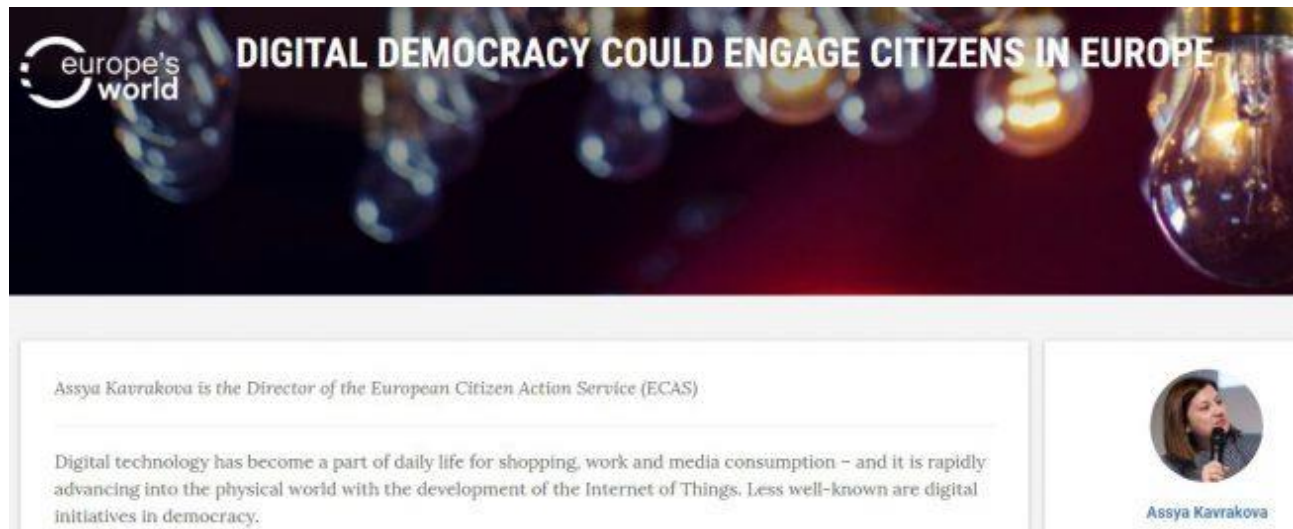 europe's
world
DIGITAL DEMOCRACY COULD ENGAGE CITIZENS IN EUROPE
Assya Kavrakova is the Director of the European Citizen Action Service (ECAS)
Digital technology has become a part of daily life for shopping, work and media consumption – and it is rapidly
advancing into the physical world with the development of the Internet of Things. Less well-known are digital
initiatives in democracy.
Assya Kavrakova